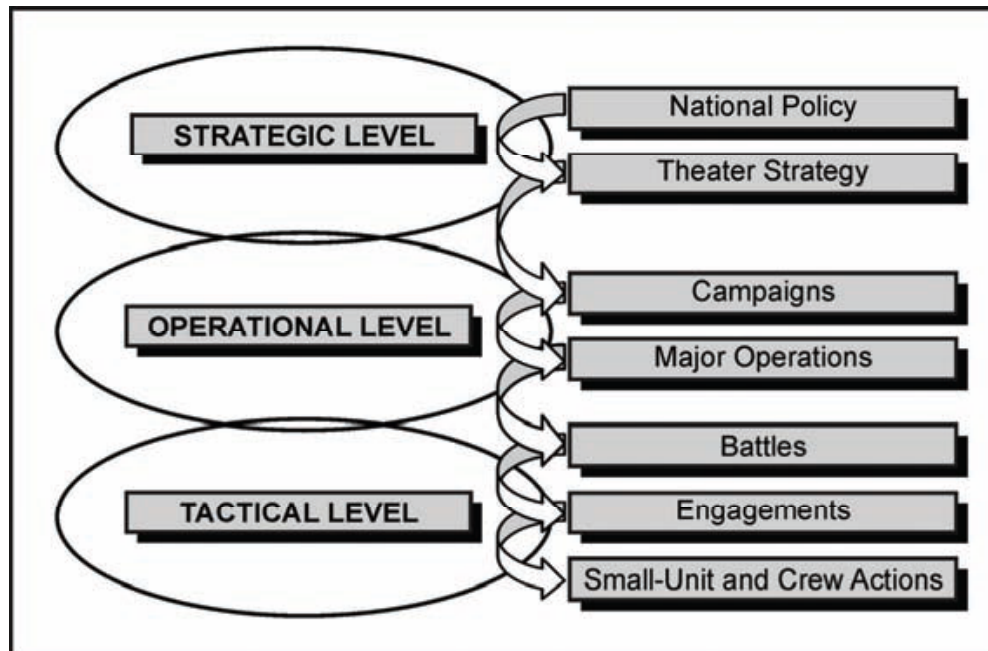 STRATEGIC LEVEL
National Policy
Theater Strategy
OPERATIONAL LEVEL
Campaigns
Major Operations
TACTICAL LEVEL
Battles
Engagements
Small-Unit and Crew Actions